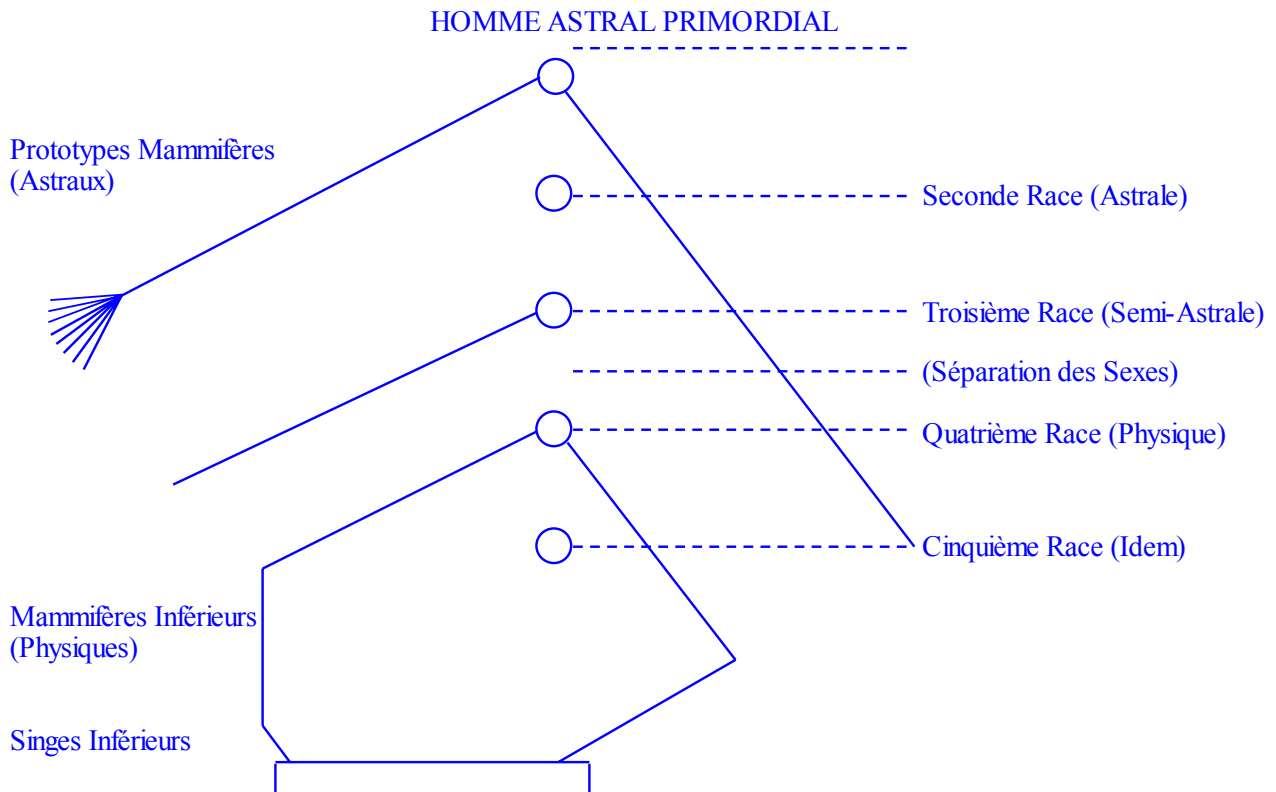 HOMME ASTRAL PRIMORDIAL
Prototypes Mammifères
(Astraux)
Seconde Race (Astrale)
Troisième Race (Semi-Astrale)
(Séparation des Sexes)
Quatrième Race (Physique)
Cinquième Race (Idem)
Mammifères Inférieurs
(Physiques)
Singes Inférieurs